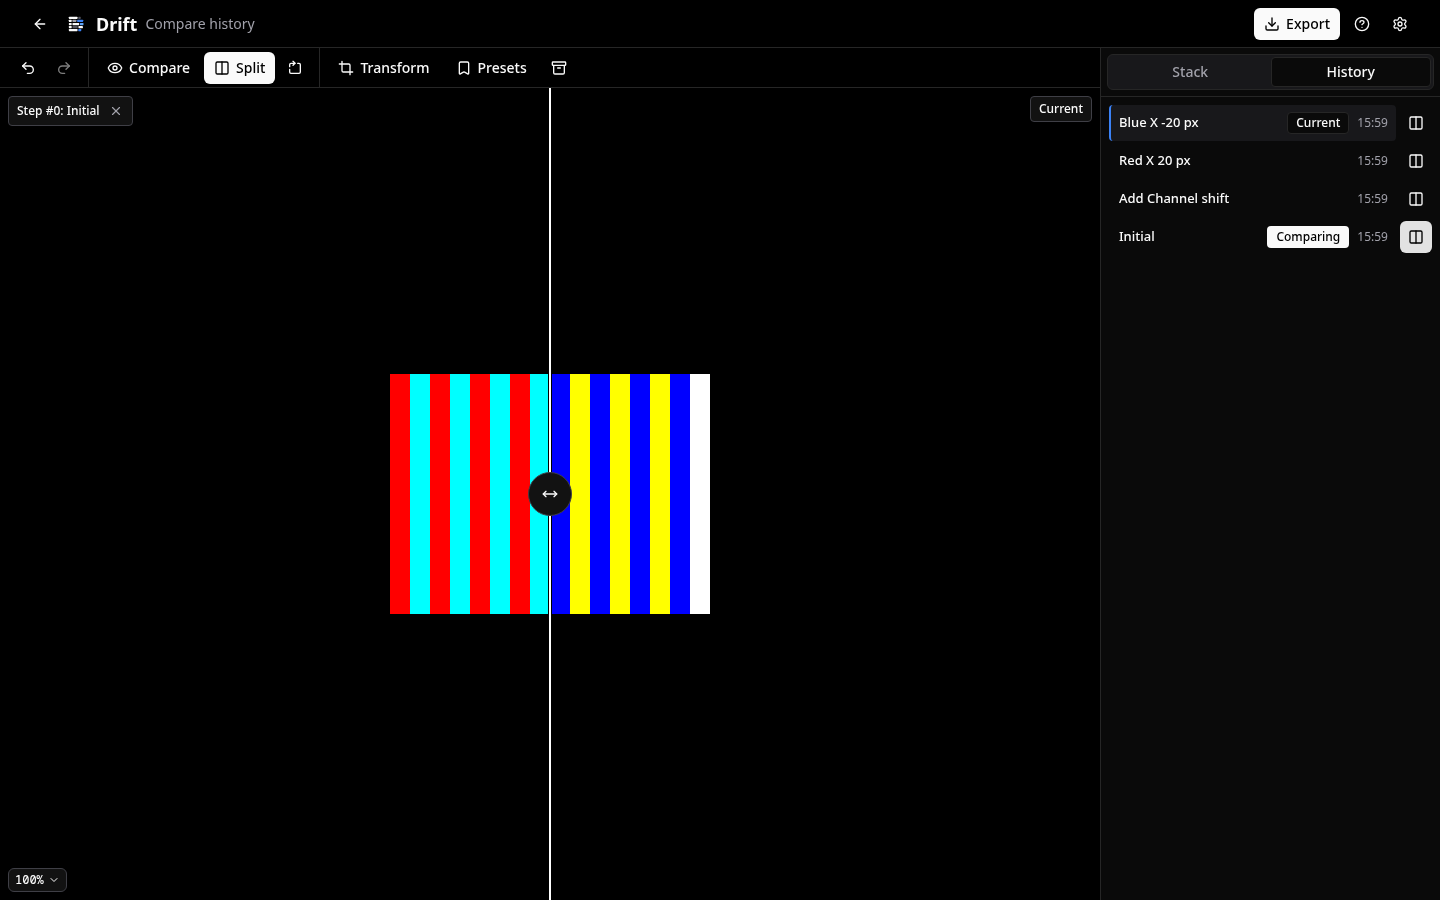 Drift Compare history
Export
Compare Split Transform Presets
Stack History
Step #0: Initial
Current
Blue X -20 px Current 15:59
Red X 20 px 15:59
Add Channel shift 15:59
Initial Comparing 15:59
100%